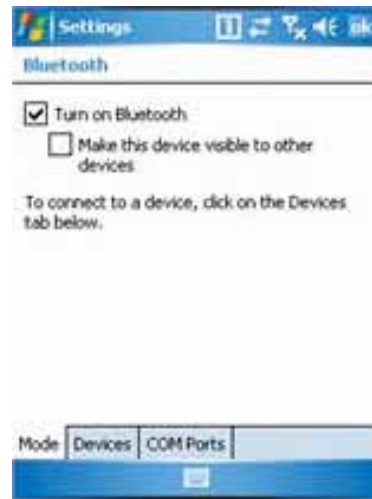 Settings
ok
Bluetooth
Turn on Bluetooth
Make this device visible to other
devices
To connect to a device, click on the Devices
tab below.
Mode Devices COM Ports